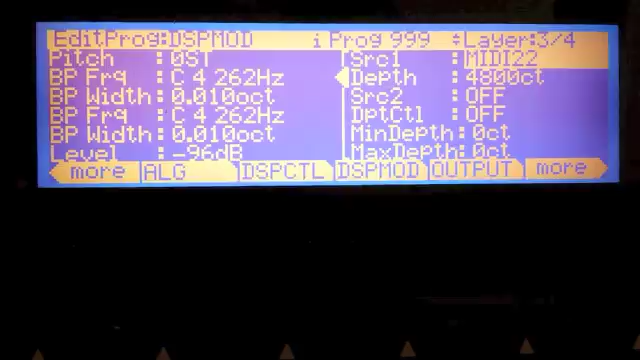 EditProg:DSPMOD i Prog 999 Layer:3/4
Pitch :0ST Src1 :MIDI22
BP Frq :C 4 262Hz Depth :4800ct
BP Width:0.010oct Src2 :OFF
BP Frq :C 4 262Hz DptCtl :OFF
BP Width:0.010oct MinDepth:0ct
Level :-96dB MaxDepth:0ct
more ALG DSPCTL DSPMOD OUTPUT more